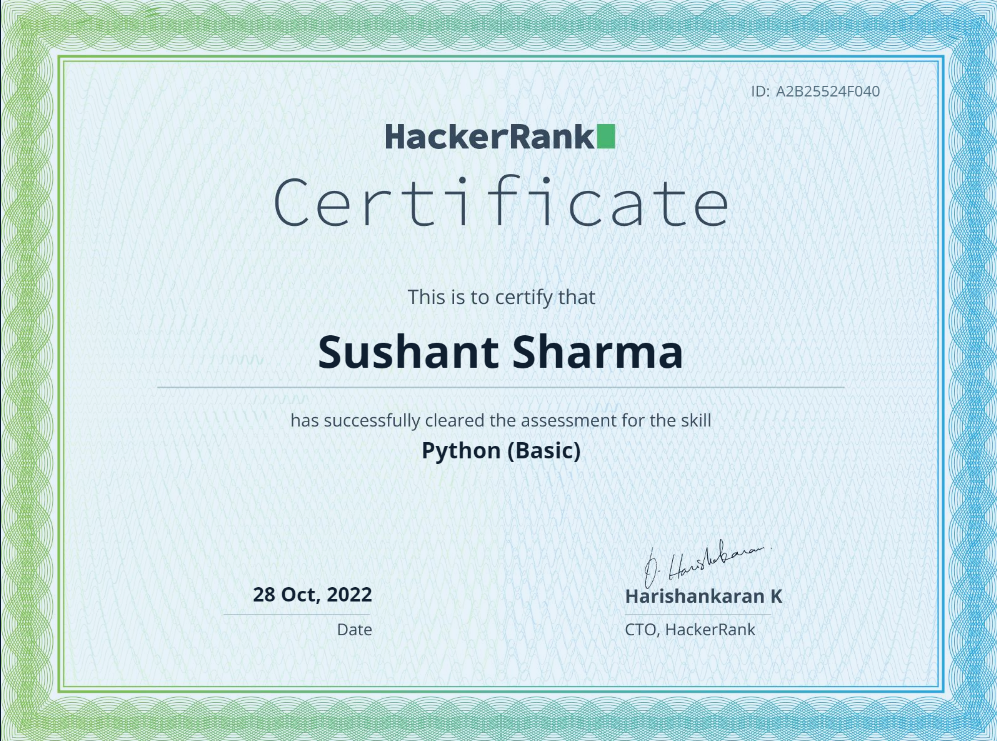 ID: A2B25524F040
HackerRank
Certificate
This is to certify that
Sushant Sharma
has successfully cleared the assessment for the skill
Python (Basic)
28 Oct, 2022
Date
Harishankaran K
CTO, HackerRank